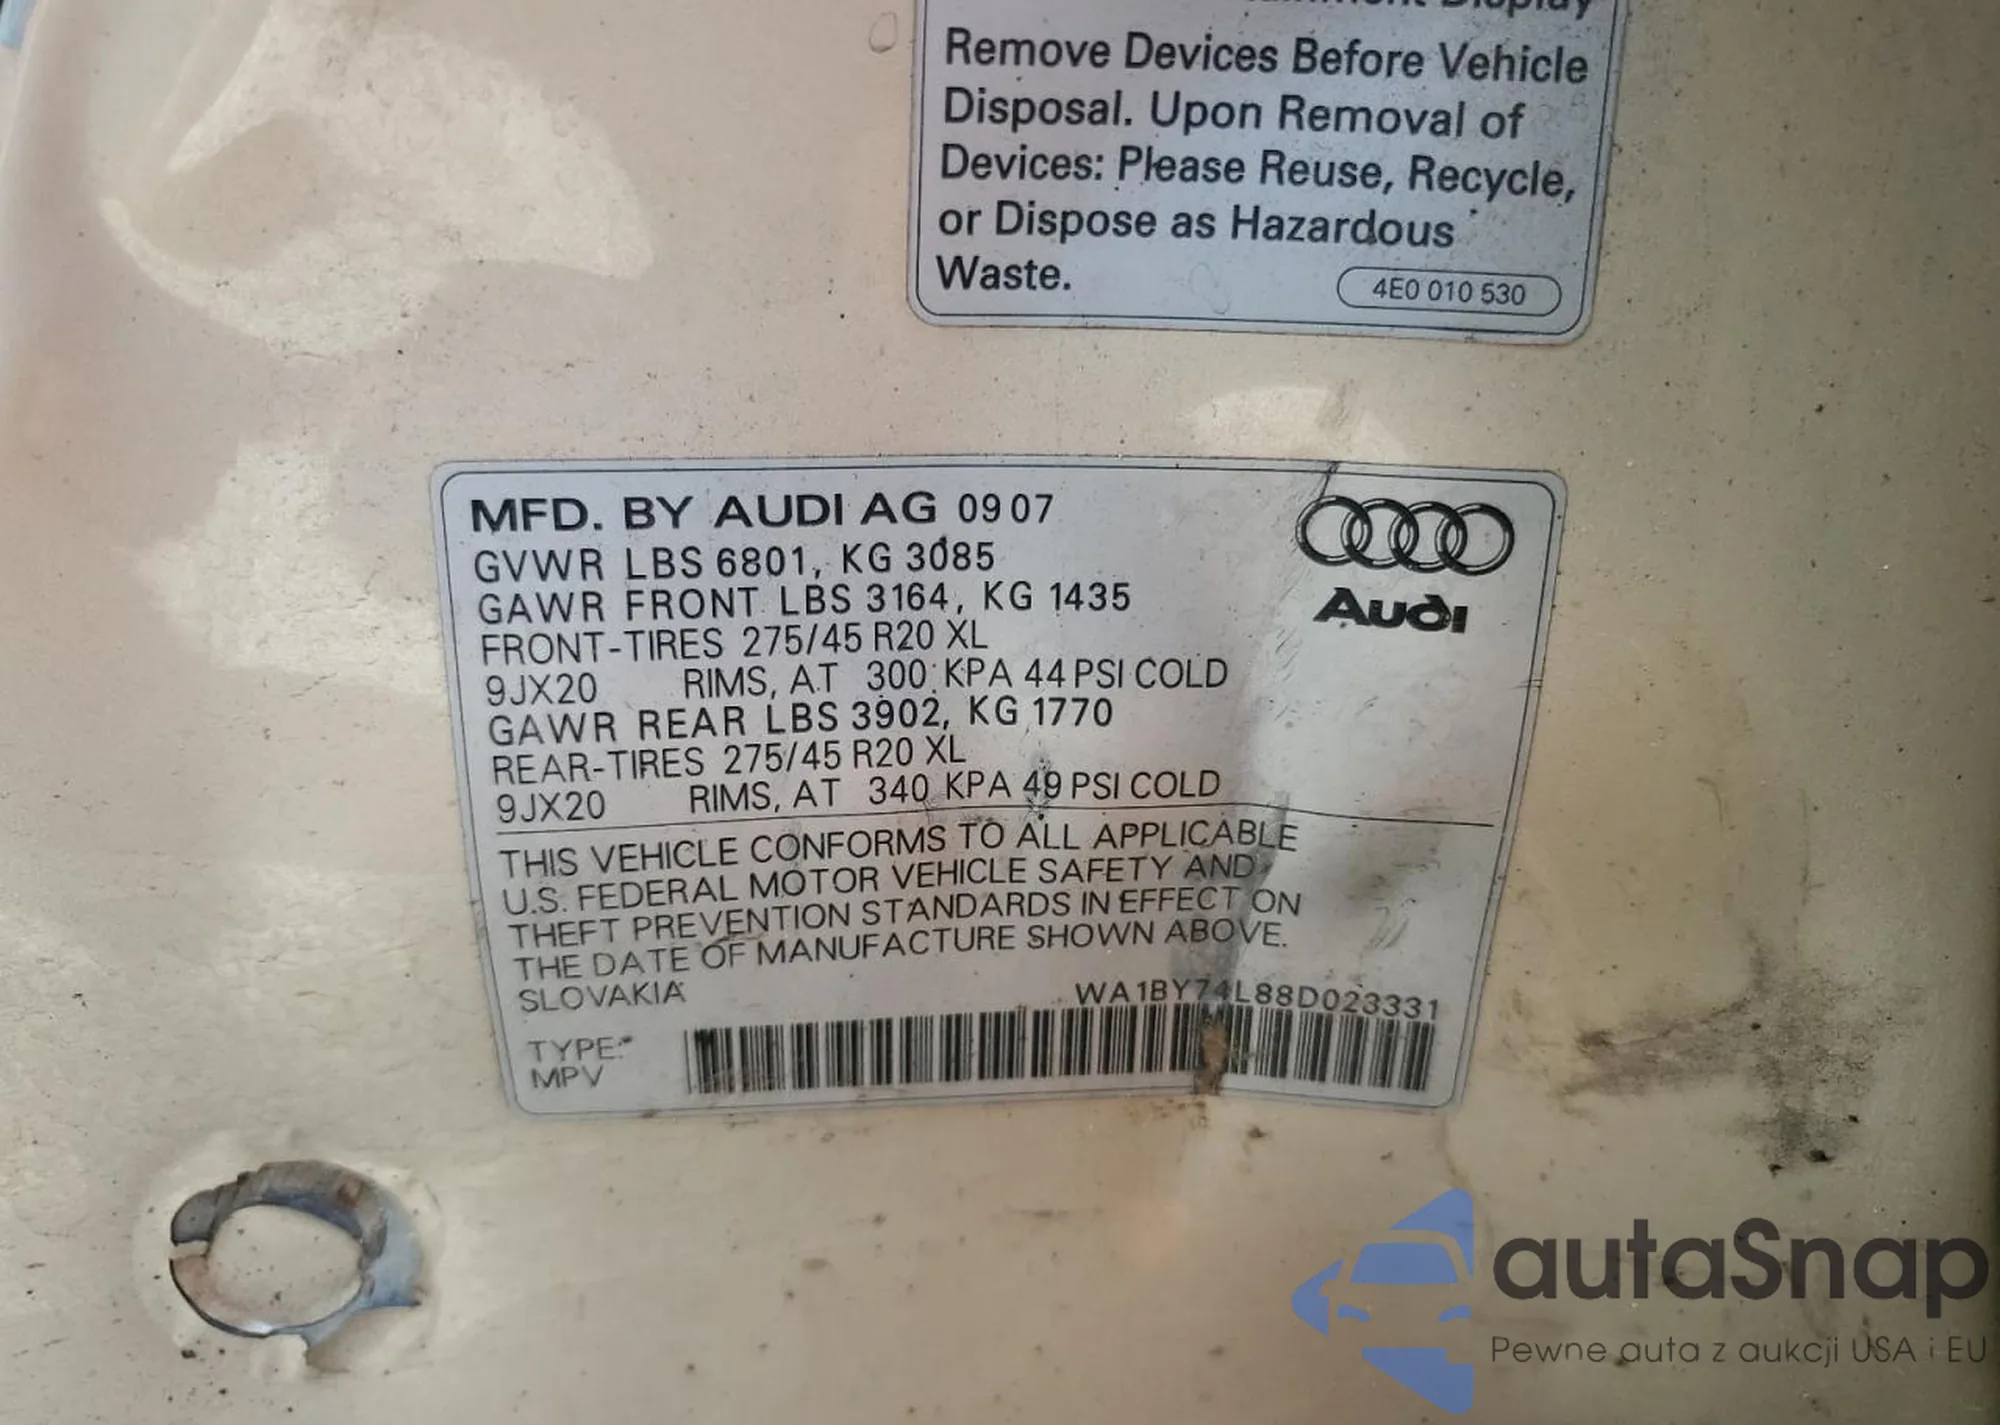 Display
Remove Devices Before Vehicle
Disposal. Upon Removal of
Devices: Please Reuse, Recycle,
or Dispose as Hazardous
Waste.
4E0 010 530
MFD. BY AUDI AG 09 07
GVWR LBS 6801, KG 3085
GAWR FRONT LBS 3164, KG 1435
FRONT-TIRES 275/45 R20 XL
9JX20 RIMS, AT 300 KPA 44 PSI COLD
GAWR REAR LBS 3902, KG 1770
REAR-TIRES 275/45 R20 XL
9JX20 RIMS, AT 340 KPA 49 PSI COLD
Audi
THIS VEHICLE CONFORMS TO ALL APPLICABLE
U.S. FEDERAL MOTOR VEHICLE SAFETY AND
THEFT PREVENTION STANDARDS IN EFFECT ON
THE DATE OF MANUFACTURE SHOWN ABOVE.
SLOVAKIA
WA1BY74L88D023331
TYPE:
MPV
autaSnap
Pewne auta z aukcji USA i EU